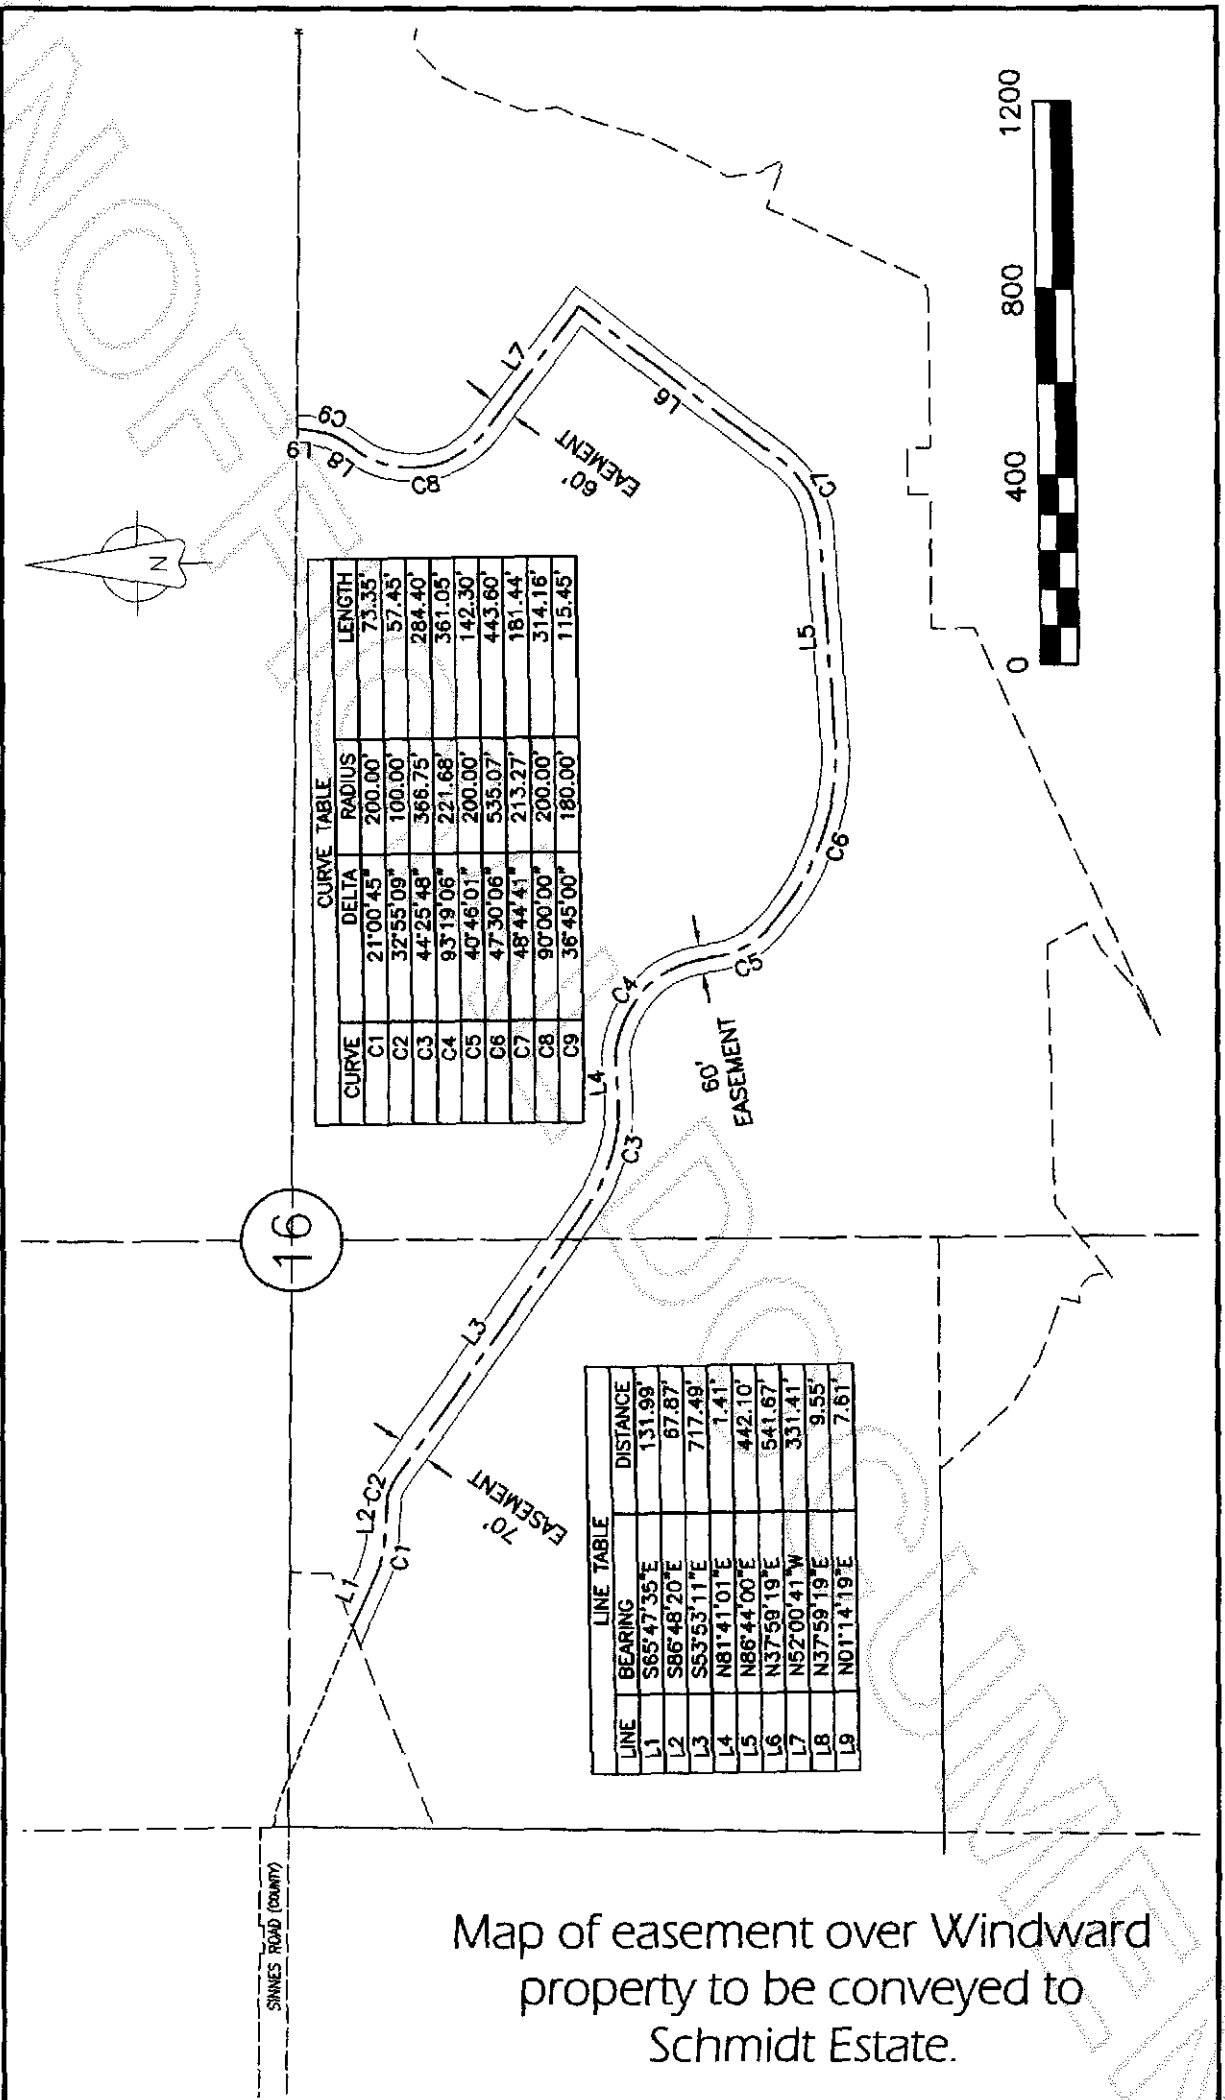 SINNES ROAD (COUNTY)
16
N
L1
L2
C2
C1
L3
70'
EASEMENT
C3
L4
C4
60'
EASEMENT
C5
C6
L5
C7
L6
60'
EAEMENT
L7
C8
L8
C9
L9
CURVE TABLE
CURVE DELTA RADIUS LENGTH
C1 21°00'45" 200.00' 73.35'
C2 32°55'09" 100.00' 57.45'
C3 44°25'48" 366.75' 284.40'
C4 93°19'06" 221.68' 361.05'
C5 40°46'01" 200.00' 142.30'
C6 47°30'06" 535.07' 443.60'
C7 48°44'41" 213.27' 181.44'
C8 90°00'00" 200.00' 314.16'
C9 36°45'00" 180.00' 115.45'
LINE TABLE
LINE BEARING DISTANCE
L1 S65°47'35"E 131.99'
L2 S86°48'20"E 67.87'
L3 S53°53'11"E 717.49'
L4 N81°41'01"E 1.41'
L5 N86°44'00"E 442.10'
L6 N37°59'19"E 541.67'
L7 N52°00'41"W 331.41'
L8 N37°59'19"E 9.55'
L9 N01°14'19"E 7.61'
0 400 800 1200
Map of easement over Windward
property to be conveyed to
Schmidt Estate.
UNOFFICIAL DOCUMENT